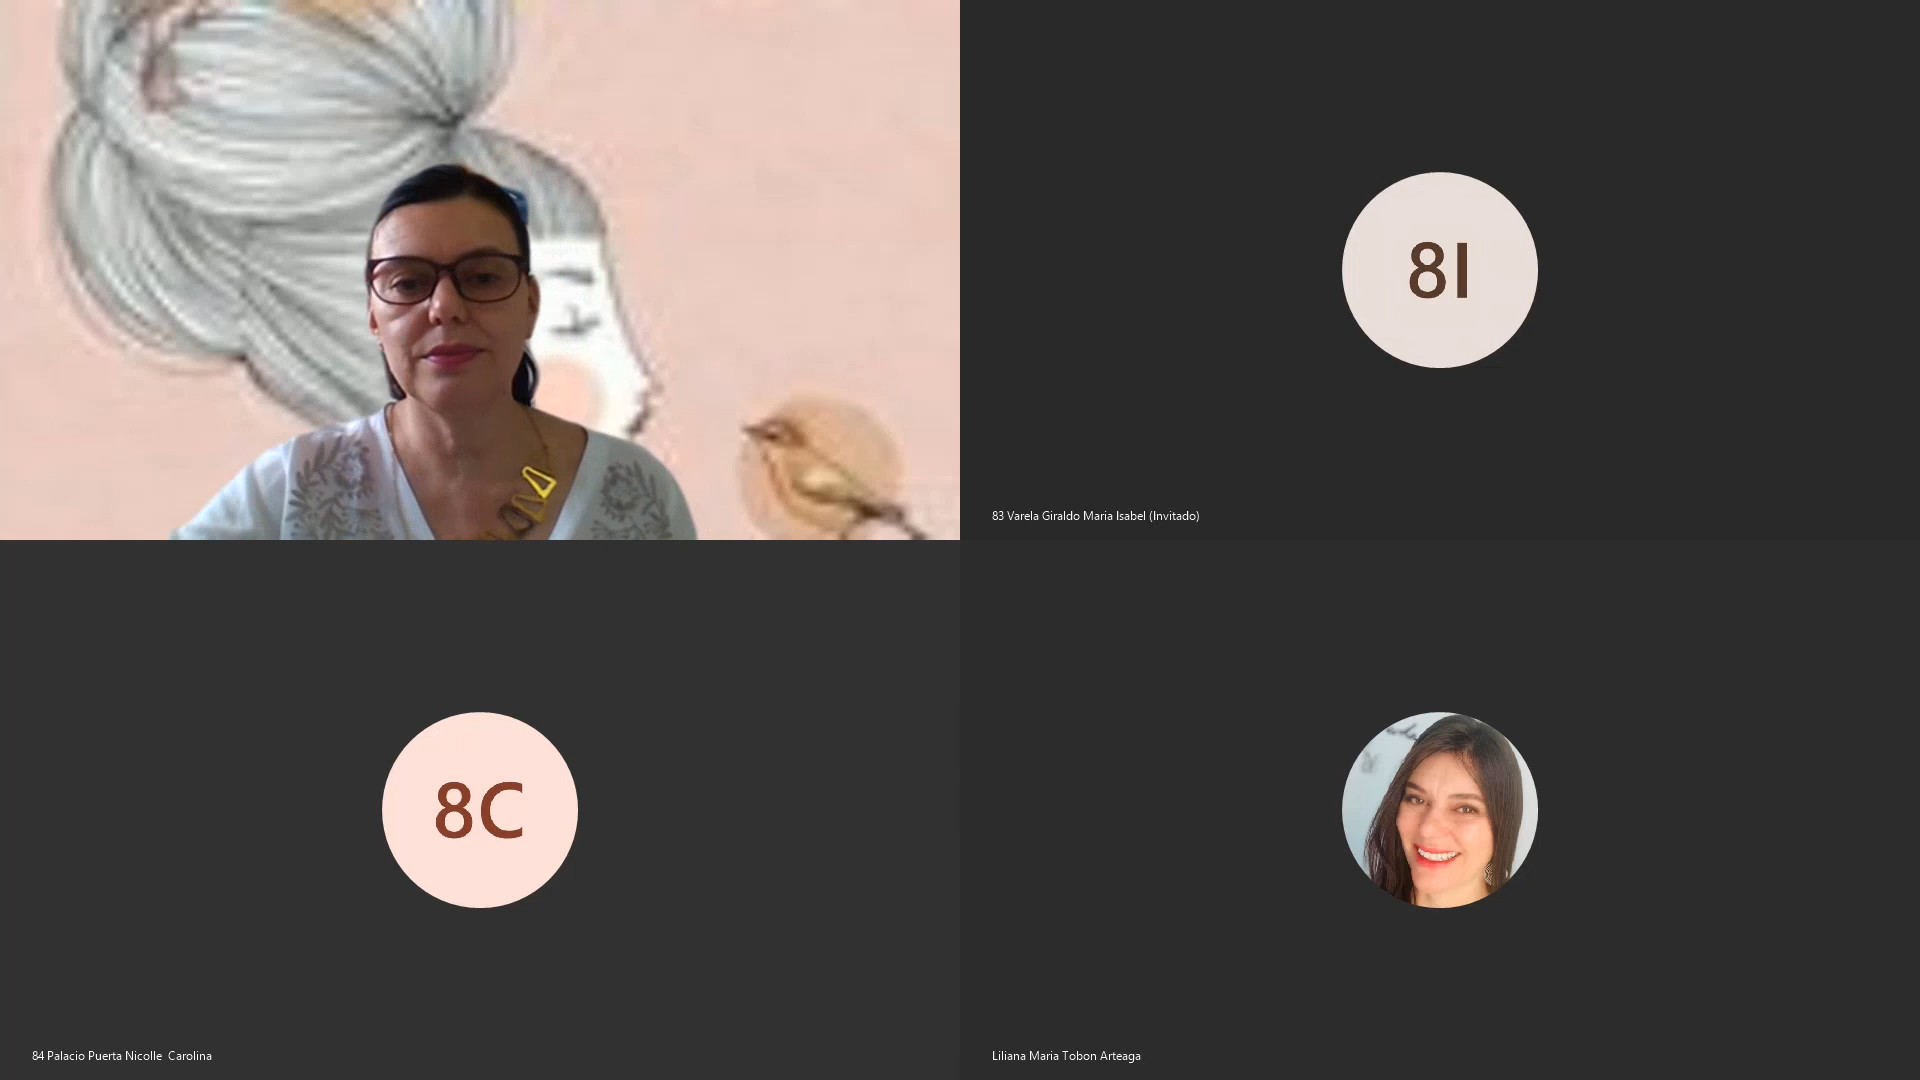 8I
83 Varela Giraldo Maria Isabel (Invitado)
8C
84 Palacio Puerta Nicolle  Carolina
Liliana Maria Tobon Arteaga